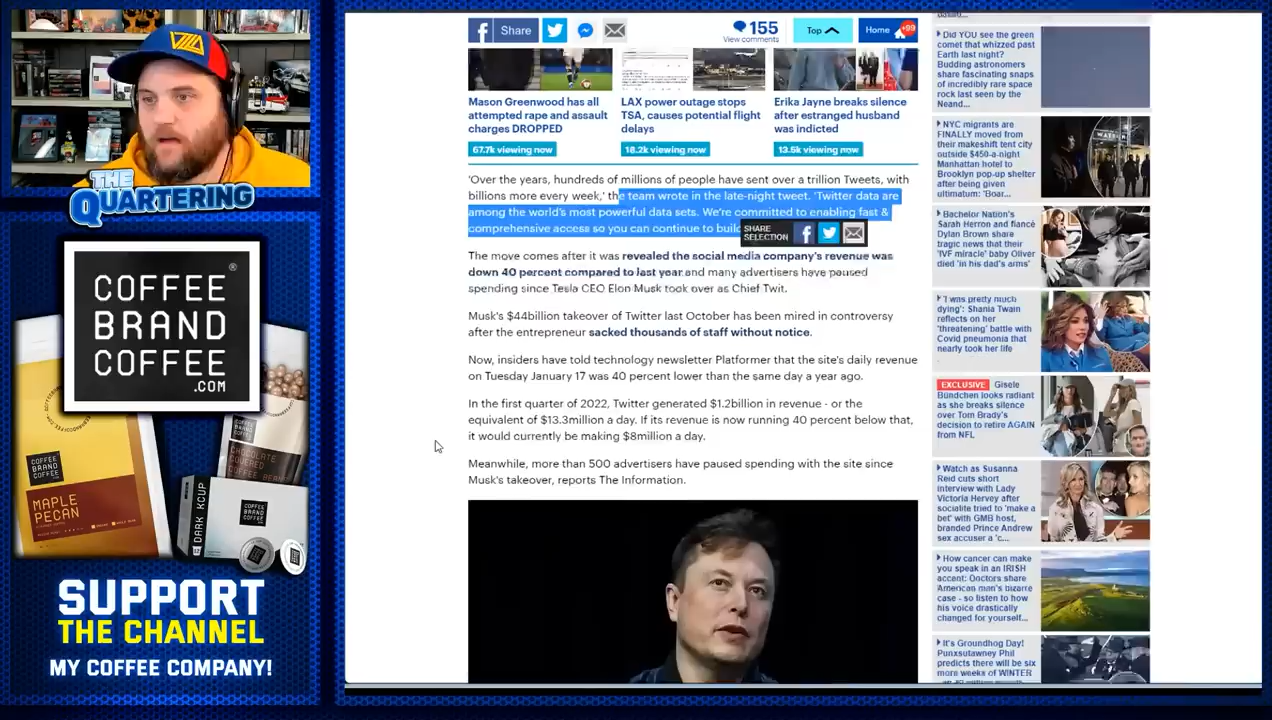 THE
QUARTERING
COFFEE
BRAND
COFFEE
.COM
COFFEE
BRAND
COFFEE
MAPLE
PECAN
CHOCOLATE
COVERED
COFFEE
DARK KCUP
COFFEE
BRAND
COFFEE
SUPPORT
THE CHANNEL
MY COFFEE COMPANY!
Share
155
View comments
Top
Home
+99
Mason Greenwood has all
attempted rape and assault
charges DROPPED
67.7k viewing now
LAX power outage stops
TSA, causes potential flight
delays
18.2k viewing now
Erika Jayne breaks silence
after estranged husband
was indicted
13.5k viewing now
'Over the years, hundreds of millions of people have sent over a trillion Tweets, with
billions more every week,' the team wrote in the late-night tweet. 'Twitter data are
among the world's most powerful data sets. We're committed to enabling fast &
comprehensive access so you can continue to build
SHARE
SELECTION
The move comes after it was revealed the social media company's revenue was
down 40 percent compared to last year and many advertisers have paused
spending since Tesla CEO Elon Musk took over as Chief Twit.
Musk's $44billion takeover of Twitter last October has been mired in controversy
after the entrepreneur sacked thousands of staff without notice.
Now, insiders have told technology newsletter Platformer that the site's daily revenue
on Tuesday January 17 was 40 percent lower than the same day a year ago.
In the first quarter of 2022, Twitter generated $1.2billion in revenue - or the
equivalent of $13.3million a day. If its revenue is now running 40 percent below that,
it would currently be making $8million a day.
Meanwhile, more than 500 advertisers have paused spending with the site since
Musk's takeover, reports The Information.
Did YOU see the green
comet that whizzed past
Earth last night?
Budding astronomers
share fascinating snaps
of incredibly rare space
rock last seen by the
Neand...
NYC migrants are
FINALLY moved from
their makeshift tent city
outside $450-a-night
Manhattan hotel to
Brooklyn pop-up shelter
after being given
ultimatum: 'Boar...
Bachelor Nation's
Sarah Herron and fiancé
Dylan Brown share
tragic news that their
'IVF miracle' baby Oliver
died 'in his dad's arms'
'I was pretty much
dying': Shania Twain
reflects on her
'threatening' battle with
Covid pneumonia that
nearly took her life
EXCLUSIVE Gisele
Bündchen looks radiant
as she breaks silence
over Tom Brady's
decision to retire AGAIN
from NFL
Watch as Susanna
Reid cuts short
interview with Lady
Victoria Hervey after
socialite tried to 'make a
bet' with GMB host,
branded Prince Andrew
sex accuser a 'c...
How cancer can make
you speak in an IRISH
accent: Doctors share
American man's bizarre
case - so listen to how
his voice drastically
changed for yourself...
It's Groundhog Day!
Punxsutawney Phil
predicts there will be six
more weeks of WINTER